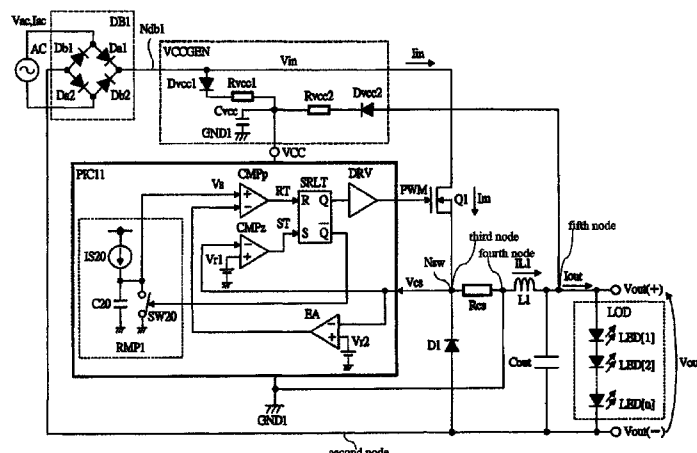 Vac,Iac
DB1
Ndb1
AC
Db1
Da1
Da2
Db2
VCCGEN
Vin
Iin
Dvcc1
Rvcc1
Rvcc2
Dvcc2
Cvcc
GND1
VCC
PIC11
CMPp
SRLT
DRV
PWM
Q1
Im
Vs
RT
R
Q
CMPz
ST
S
Q
Vr1
IS20
C20
SW20
RMP1
EA
Vr2
GND1
Nsw
third node
fourth node
fifth node
Vcs
Rcs
IL1
L1
Iout
Vout(+)
LOD
D1
Cout
LED[1]
LED[2]
LED[n]
Vou
Vout(−)
second node